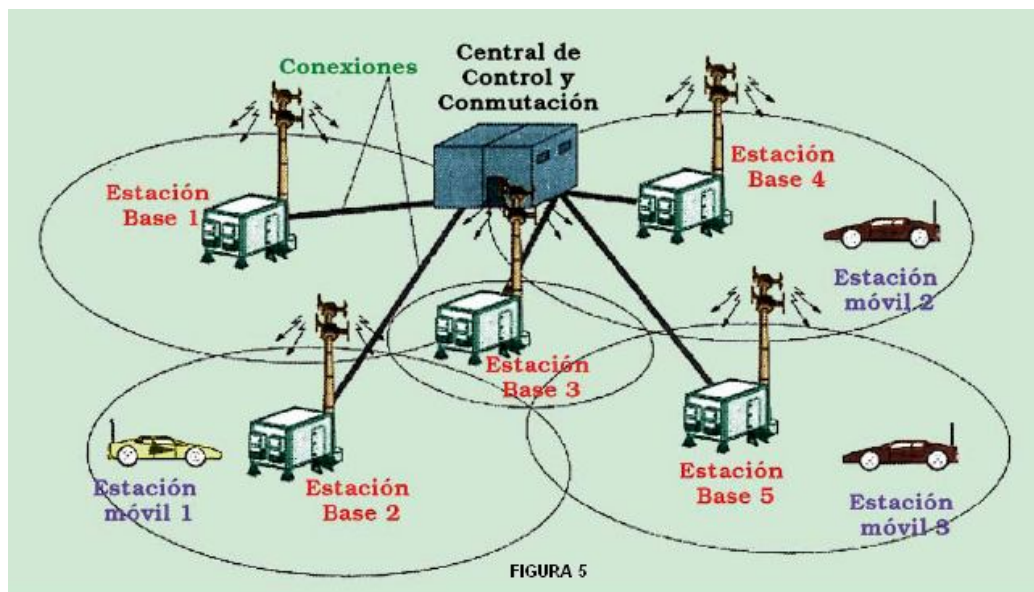 Conexiones
Central de
Control y
Conmutación
Estación
Base 1
Estación
Base 4
Estación
móvil 2
Estación
Base 3
Estación
móvil 1
Estación
Base 2
Estación
Base 5
Estación
móvil 3
FIGURA 5